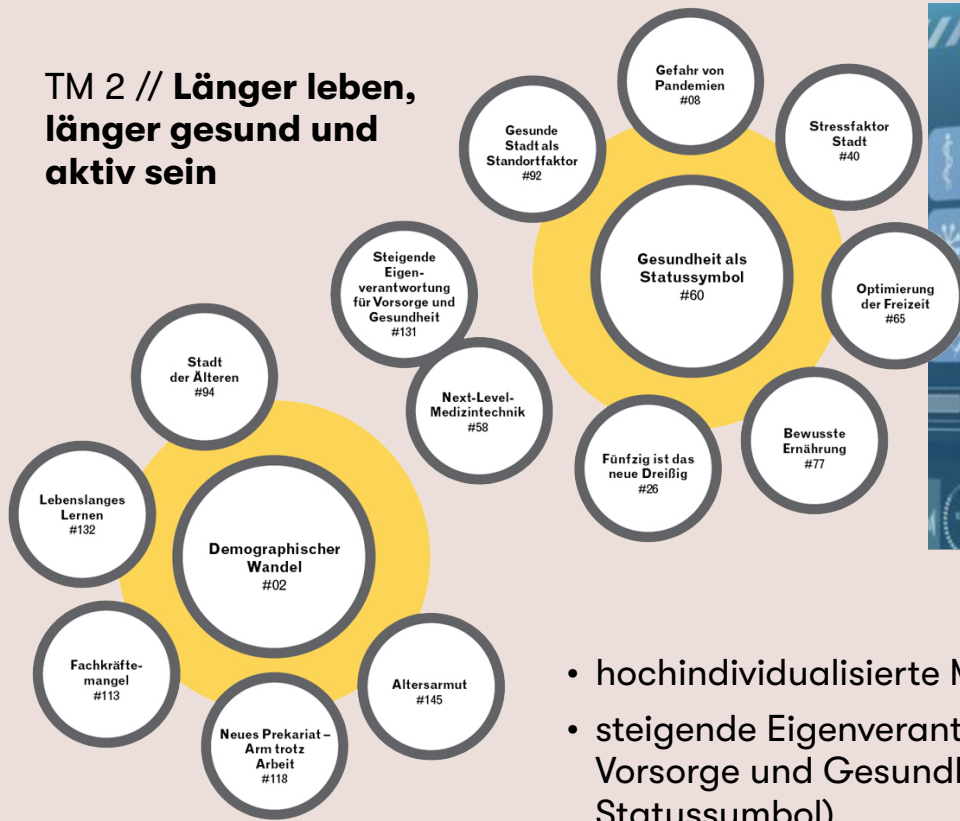 TM 2 // Länger leben,
länger gesund und
aktiv sein
Gefahr von
Pandemien
#08
Gesunde
Stadt als
Standortfaktor
#92
Stressfaktor
Stadt
#40
Steigende
Eigen-
verantwortung
für Vorsorge und
Gesundheit
#131
Gesundheit als
Statussymbol
#60
Optimierung
der Freizeit
#65
Stadt
der Älteren
#94
Next-Level-
Medizintechnik
#58
Bewusste
Ernährung
#77
Fünfzig ist das
neue Dreißig
#26
Lebenslanges
Lernen
#132
Demographischer
Wandel
#02
Fachkräfte-
mangel
#113
Altersarmut
#145
Neues Prekariat –
Arm trotz
Arbeit
#118
• hochindividualisierte
• steigende Eigenverant
Vorsorge und Gesundh
Statussumbol)